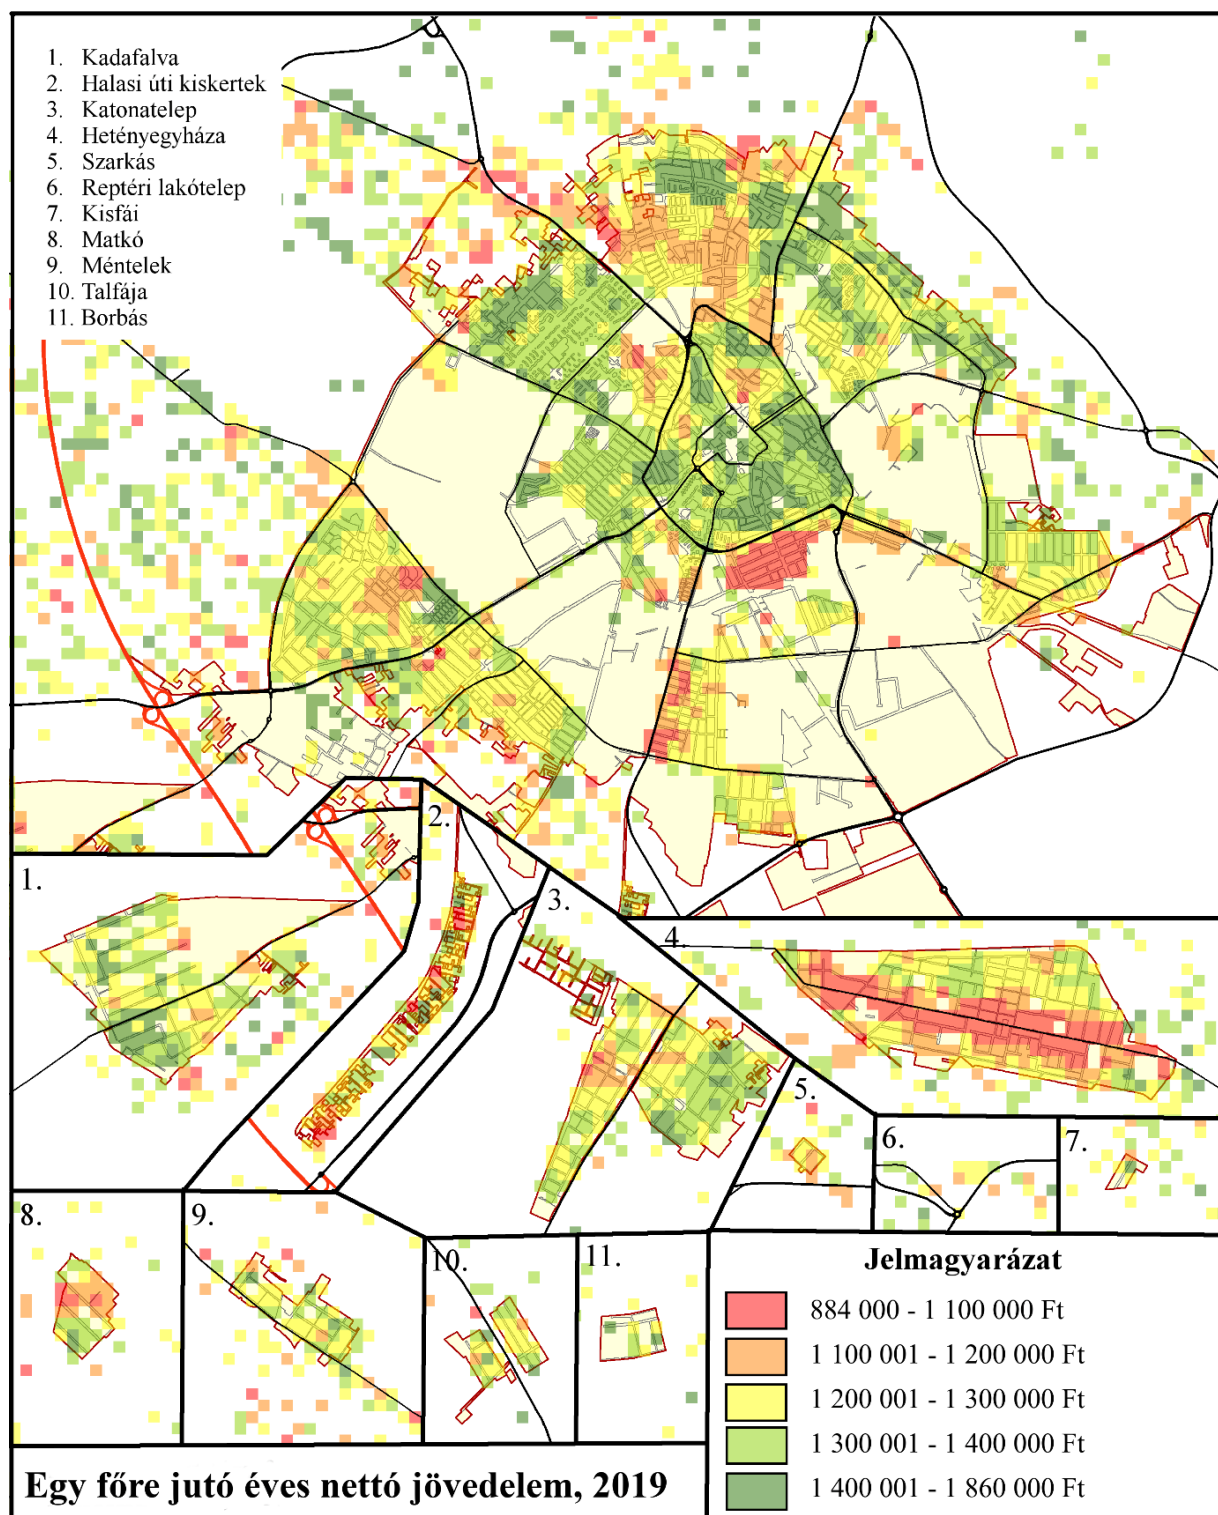 1. Kadafalva
2. Halasi úti kiskertek
3. Katonatelep
4. Hetényegyháza
5. Szarkás
6. Reptéri lakótelep
7. Kisfái
8. Matkó
9. Méntelek
10. Talfája
11. Borbás
1.
2.
3.
4.
5.
6.
7.
8.
9.
10.
11.
Jelmagyarázat
884 000 - 1 100 000 Ft
1 100 001 - 1 200 000 Ft
1 200 001 - 1 300 000 Ft
1 300 001 - 1 400 000 Ft
1 400 001 - 1 860 000 Ft
Egy főre jutó éves nettó jövedelem, 2019